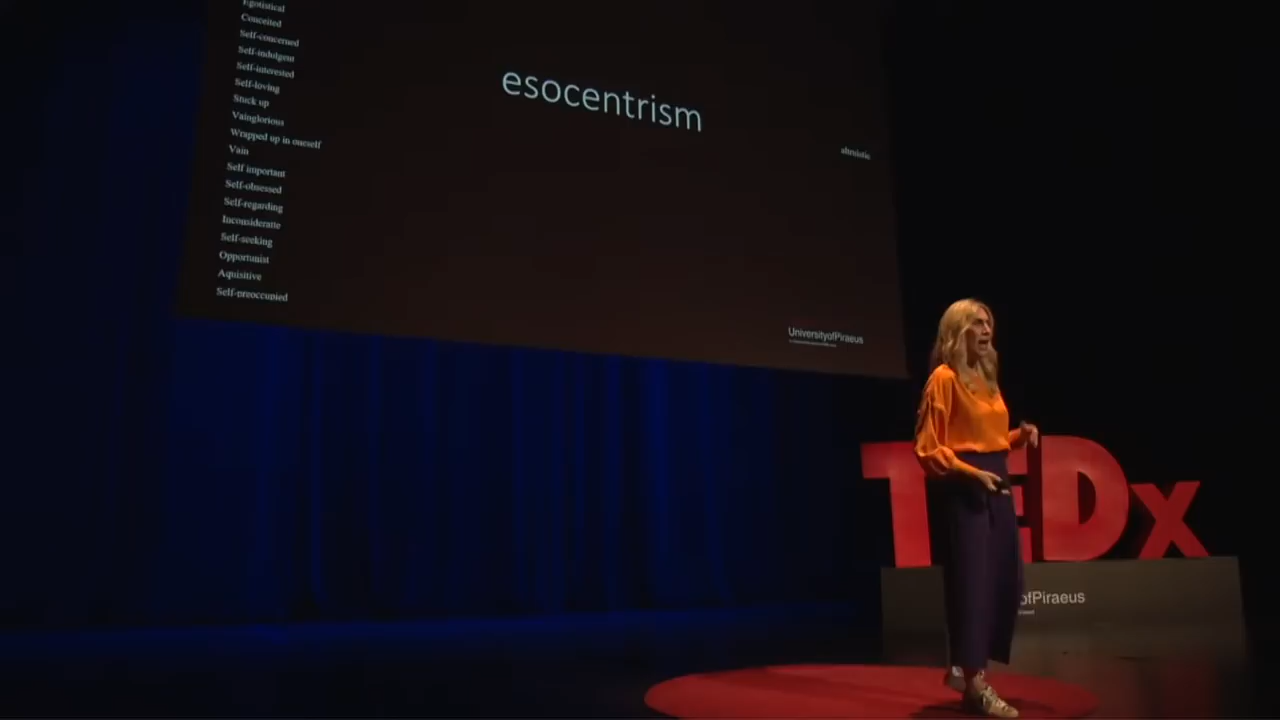 Egotistical
Conceited
Self-concerned
Self-indulgent
Self-interested
Self-loving
Stuck up
Vainglorious
Wrapped up in oneself
Vain
Self important
Self-obsessed
Self-regarding
Inconsideratte
Self-seeking
Opportunist
Aquisitive
Self-preoccupied
esocentrism
altruistic
UniversityofPiraeus
TEDx
ofPiraeus